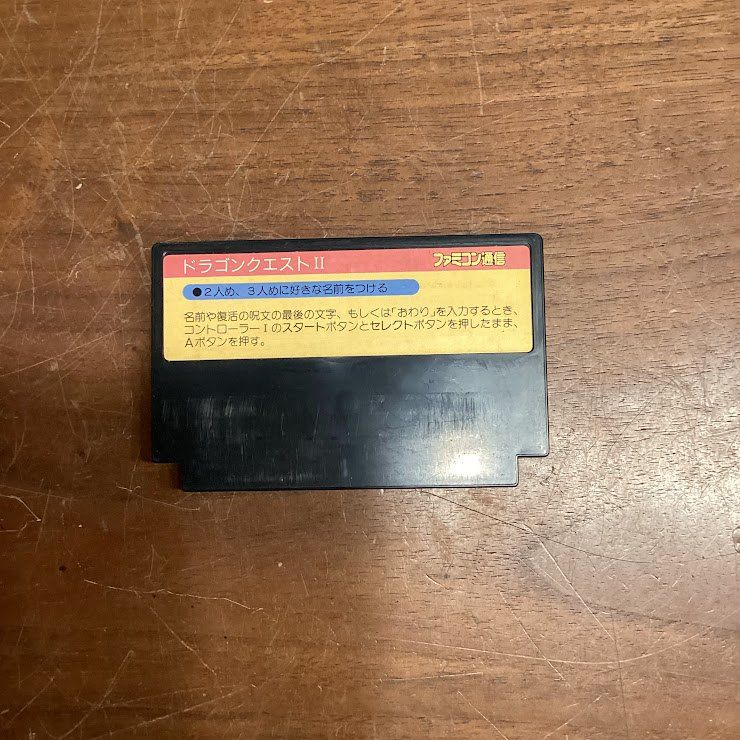 ドラゴンクエストII
ファミコン通信
●2人め、3人めに好きな名前をつける
名前や復活の呪文の最後の文字、もしくは「おわり」を入力するとき、
コントローラーIのスタートボタンとセレクトボタンを押したまま、
Aボタンを押す。